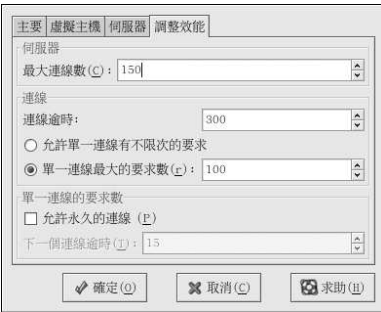 主要 虛擬主機 伺服器 調整效能
伺服器
最大連線數(C)： 150
連線
連線逾時： 300
允許單一連線有不限次的要求
單一連線最大的要求數(r)： 100
單一連線的要求數
允許永久的連線 (P)
下一個連線逾時(T)： 15
確定(O) 取消(C) 求助(H)